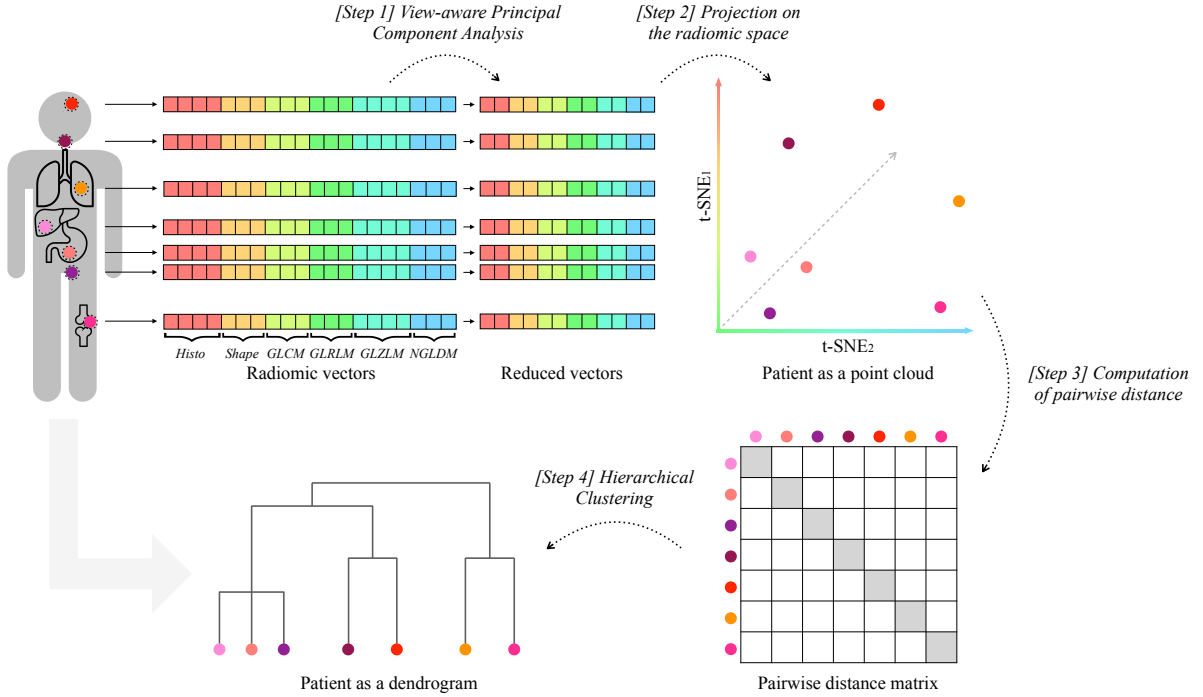 [Step 1] View-aware Principal
Component Analysis
[Step 2] Projection on
the radiomic space
t-SNE1
t-SNE2
Histo
Shape
GLCM
GLRLM
GLZLM
NGLDM
Radiomic vectors
Reduced vectors
Patient as a point cloud
[Step 3] Computation
of pairwise distance
[Step 4] Hierarchical
Clustering
Patient as a dendrogram
Pairwise distance matrix